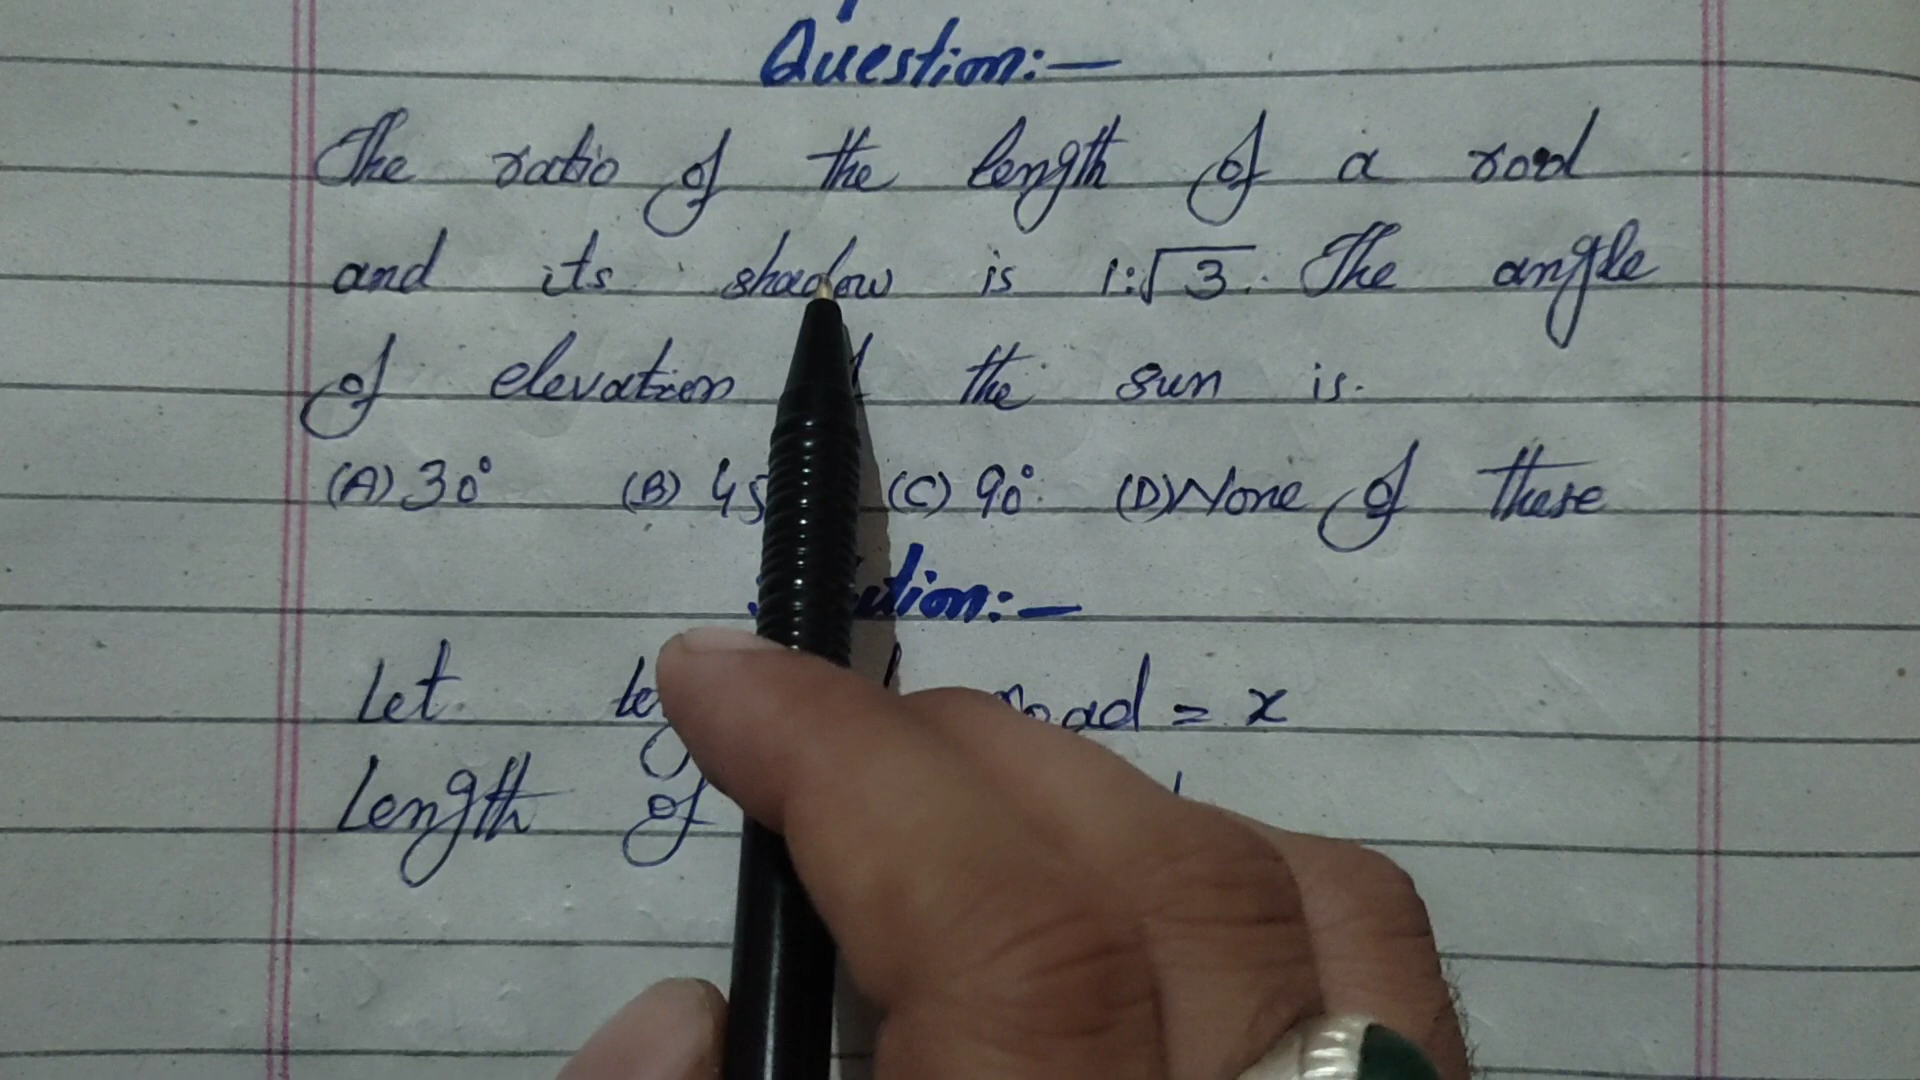 Question:-
The ratio of the length of a rod
and its shadow is 1:√3. The angle
of elevation the sun is.
(A) 30° (B) 45 (C) 90°. (D) None of these
Let. = x
Length of